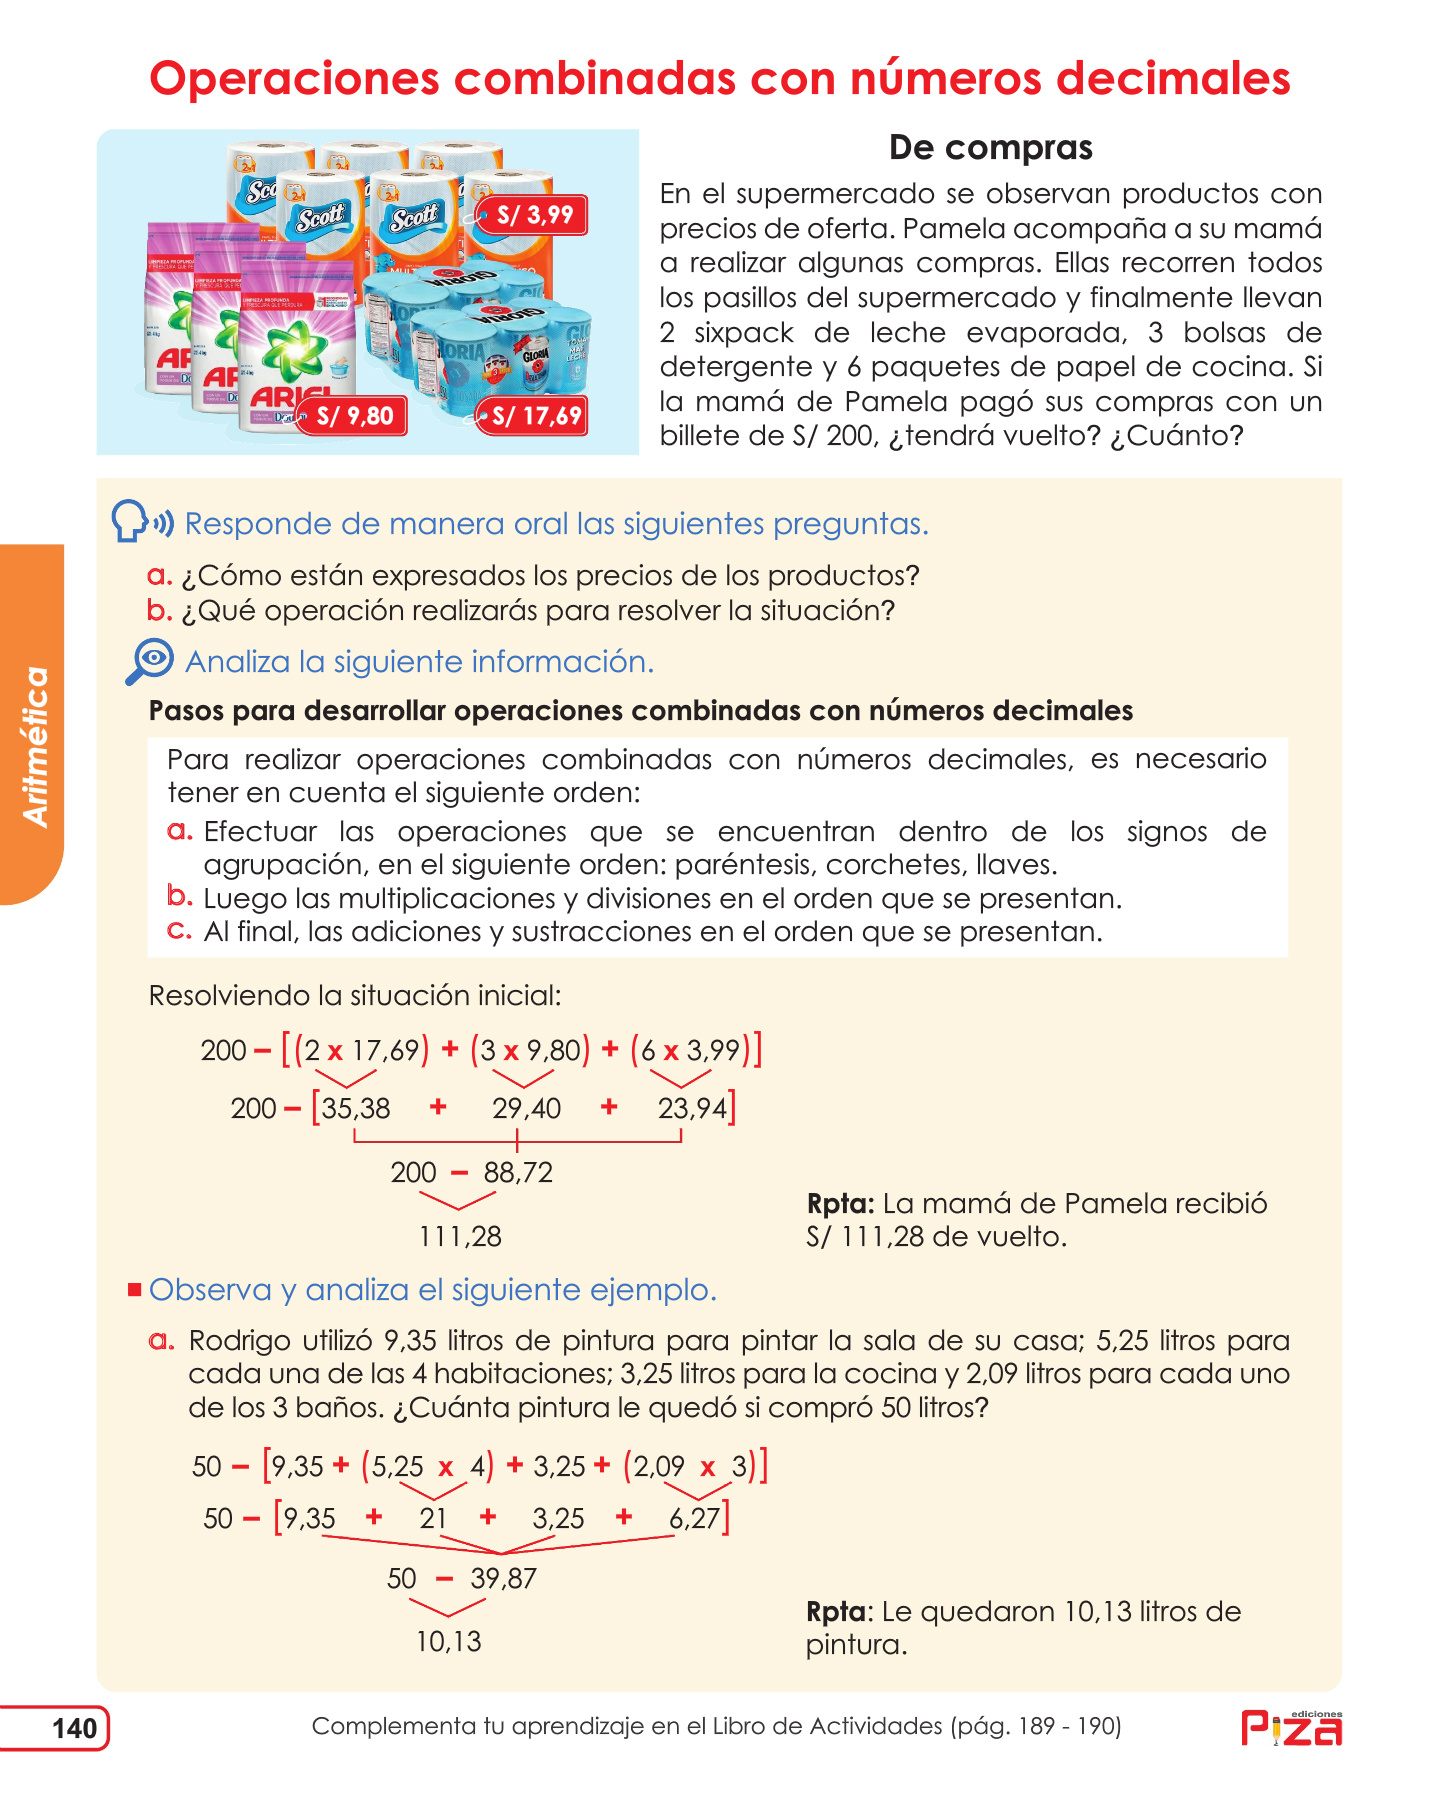 Operaciones combinadas con números decimales
Scott
Scott
S/ 3,99
GLORIA
GLORIA
GLORIA
ARIEL
S/ 9,80
S/ 17,69
De compras
En el supermercado se observan productos con
precios de oferta. Pamela acompaña a su mamá
a realizar algunas compras. Ellas recorren todos
los pasillos del supermercado y finalmente llevan
2 sixpack de leche evaporada, 3 bolsas de
detergente y 6 paquetes de papel de cocina. Si
la mamá de Pamela pagó sus compras con un
billete de S/ 200, ¿tendrá vuelto? ¿Cuánto?
Responde de manera oral las siguientes preguntas.
a. ¿Cómo están expresados los precios de los productos?
b. ¿Qué operación realizarás para resolver la situación?
Analiza la siguiente información.
Pasos para desarrollar operaciones combinadas con números decimales
Para realizar operaciones combinadas con números decimales, es necesario
tener en cuenta el siguiente orden:
a. Efectuar las operaciones que se encuentran dentro de los signos de
agrupación, en el siguiente orden: paréntesis, corchetes, llaves.
b. Luego las multiplicaciones y divisiones en el orden que se presentan.
c. Al final, las adiciones y sustracciones en el orden que se presentan.
Resolviendo la situación inicial:
200 – [(2 x 17,69) + (3 x 9,80) + (6 x 3,99)]
200 – [35,38 + 29,40 + 23,94]
200 – 88,72
111,28
Rpta: La mamá de Pamela recibió
S/ 111,28 de vuelto.
Observa y analiza el siguiente ejemplo.
a. Rodrigo utilizó 9,35 litros de pintura para pintar la sala de su casa; 5,25 litros para
cada una de las 4 habitaciones; 3,25 litros para la cocina y 2,09 litros para cada uno
de los 3 baños. ¿Cuánta pintura le quedó si compró 50 litros?
50 – [9,35 + (5,25 x 4) + 3,25 + (2,09 x 3)]
50 – [9,35 + 21 + 3,25 + 6,27]
50 – 39,87
10,13
Rpta: Le quedaron 10,13 litros de
pintura.
Aritmética
140
Complementa tu aprendizaje en el Libro de Actividades (pág. 189 - 190)
ediciones
Piza